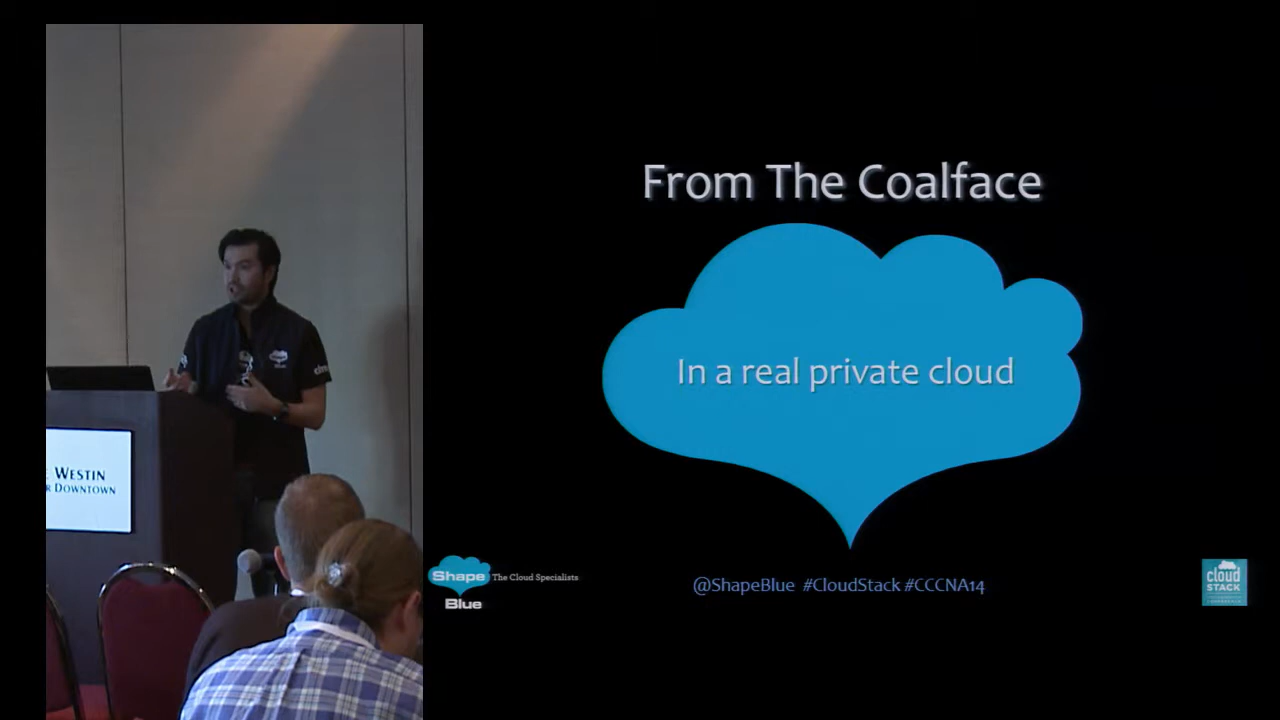 From The Coalface
In a real private cloud
WESTIN
DOWNTOWN
Shape
The Cloud Specialists
Blue
@ShapeBlue #CloudStack #CCCNA14
cloud
STACK